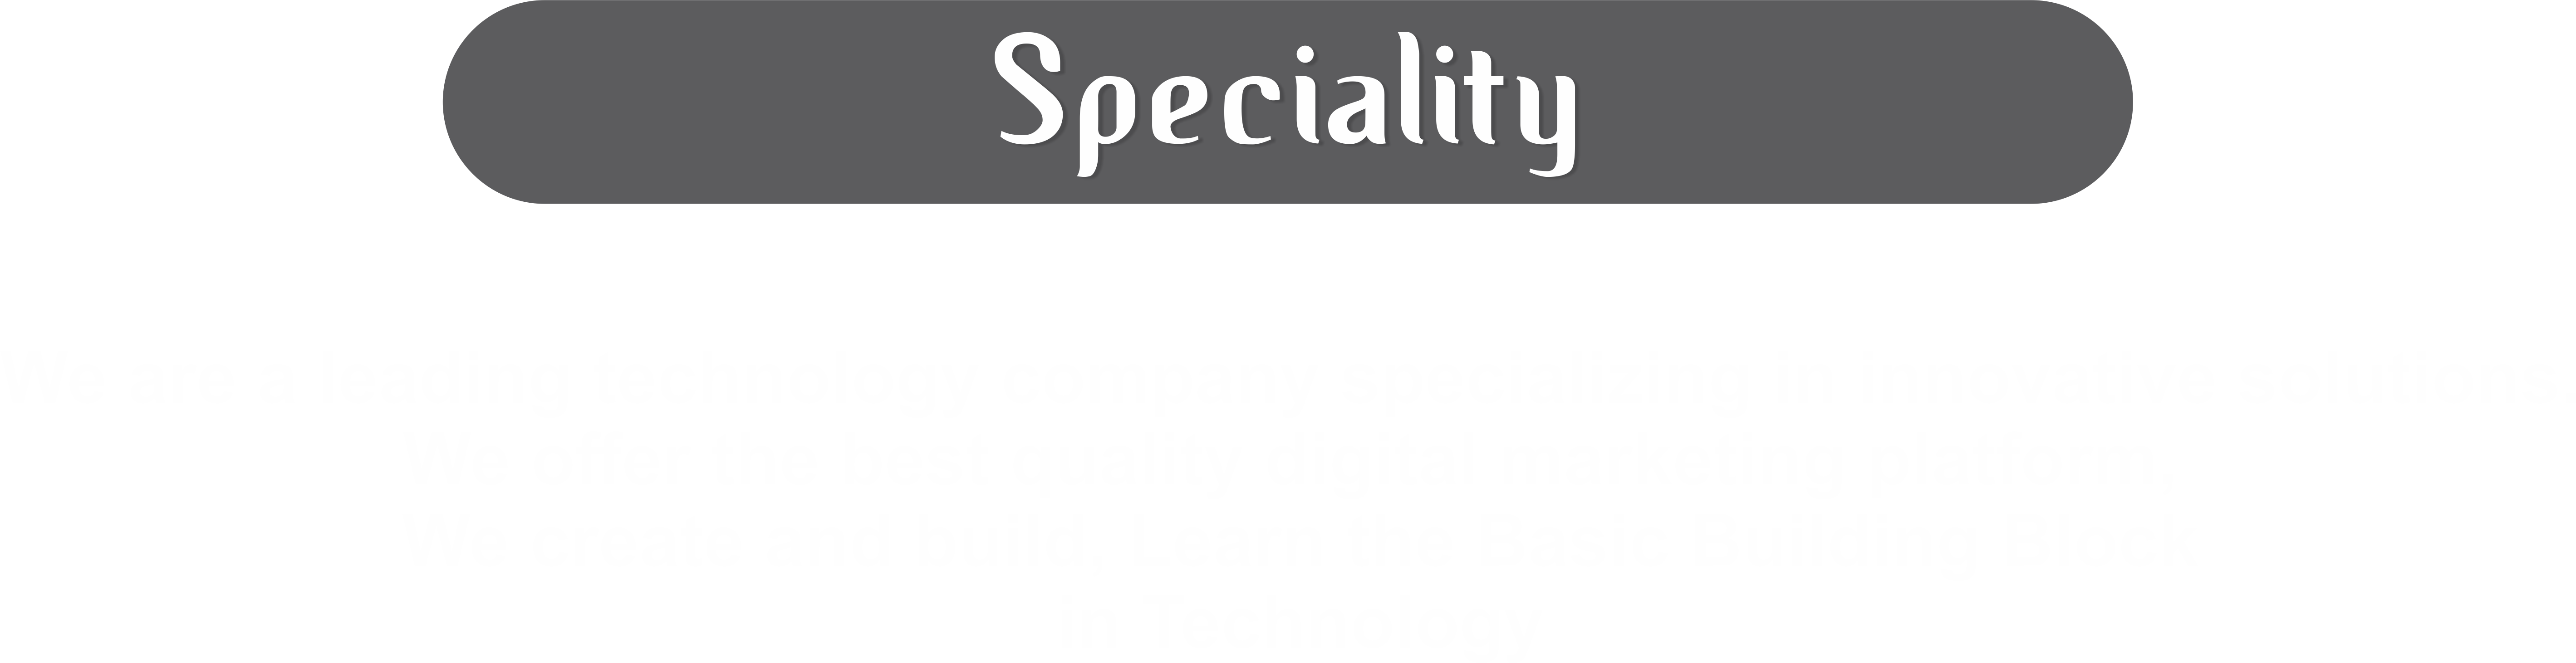 Speciality
We are a leading technology company specializing in innovative solutions
We offer the best quality digital marketing platform,
We create and build. Learn the Basic Building Block
in Technology